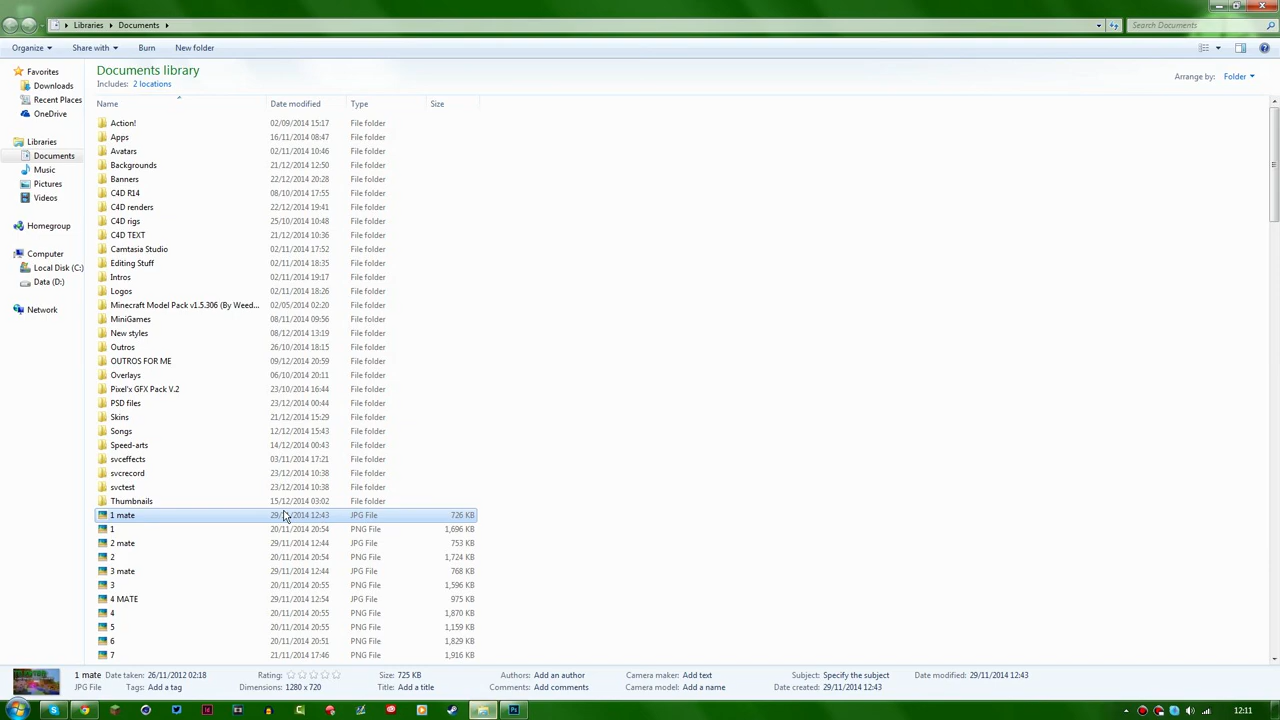 Libraries Documents Search Documents
Organize Share with Burn New folder
Favorites
Downloads
Recent Places
OneDrive
Libraries
Documents
Music
Pictures
Videos
Homegroup
Computer
Local Disk (C:)
Data (D:)
Network
Documents library
Includes: 2 locations
Arrange by: Folder
Name Date modified Type Size
Action! 02/09/2014 15:17 File folder
Apps 16/11/2014 08:47 File folder
Avatars 02/11/2014 10:46 File folder
Backgrounds 21/12/2014 12:50 File folder
Banners 22/12/2014 20:28 File folder
C4D R14 08/10/2014 17:55 File folder
C4D renders 22/12/2014 19:41 File folder
C4D rigs 25/10/2014 10:48 File folder
C4D TEXT 21/12/2014 10:36 File folder
Camtasia Studio 02/11/2014 17:52 File folder
Editing Stuff 02/11/2014 18:35 File folder
Intros 02/11/2014 19:17 File folder
Logos 02/11/2014 18:26 File folder
Minecraft Model Pack v1.5.306 (By Weed... 02/05/2014 02:20 File folder
MiniGames 08/11/2014 09:56 File folder
New styles 08/12/2014 13:19 File folder
Outros 26/10/2014 18:15 File folder
OUTROS FOR ME 09/12/2014 20:59 File folder
Overlays 06/10/2014 20:11 File folder
Pixel'x GFX Pack V.2 23/10/2014 16:44 File folder
PSD files 23/12/2014 00:44 File folder
Skins 21/12/2014 15:29 File folder
Songs 12/12/2014 15:43 File folder
Speed-arts 14/12/2014 00:43 File folder
svceffects 03/11/2014 17:21 File folder
svcrecord 23/12/2014 10:38 File folder
svctest 23/12/2014 10:38 File folder
Thumbnails 15/12/2014 03:02 File folder
1 mate 29/11/2014 12:43 JPG File 726 KB
1 20/11/2014 20:54 PNG File 1,696 KB
2 mate 29/11/2014 12:44 JPG File 753 KB
2 20/11/2014 20:54 PNG File 1,724 KB
3 mate 29/11/2014 12:44 JPG File 768 KB
3 20/11/2014 20:55 PNG File 1,596 KB
4 MATE 29/11/2014 12:54 JPG File 975 KB
4 20/11/2014 20:55 PNG File 1,870 KB
5 20/11/2014 20:55 PNG File 1,159 KB
6 20/11/2014 20:51 PNG File 1,829 KB
7 21/11/2014 17:46 PNG File 1,916 KB
1 mate Date taken: 26/11/2012 02:18 Rating: Size: 725 KB Authors: Add an author Camera maker: Add text Subject: Specify the subject Date modified: 29/11/2014 12:43
JPG File Tags: Add a tag Dimensions: 1280 x 720 Title: Add a title Comments: Add comments Camera model: Add a name Date created: 29/11/2014 12:43
12:11